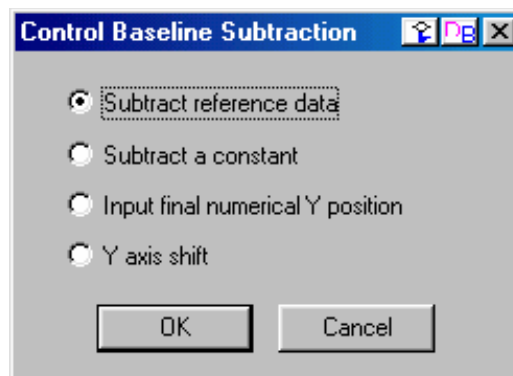 Control Baseline Subtraction
Subtract reference data
Subtract a constant
Input final numerical Y position
Y axis shift
OK Cancel